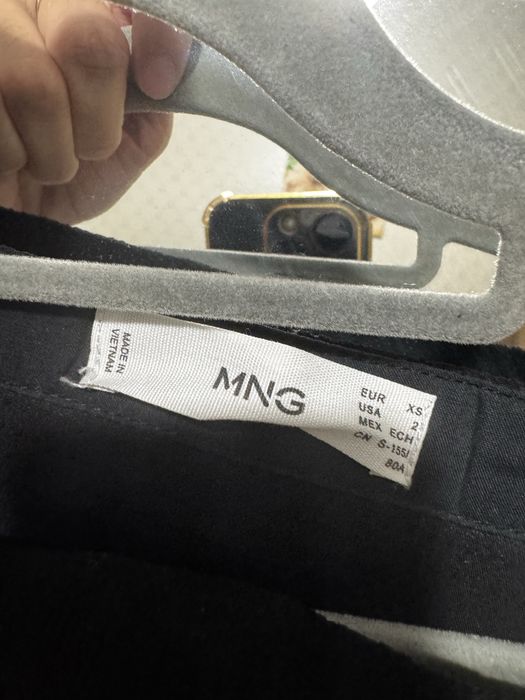 MADE IN
VIETNAM
MNG
EUR XS
USA 2
MEX ECH
CN S-155/
80A